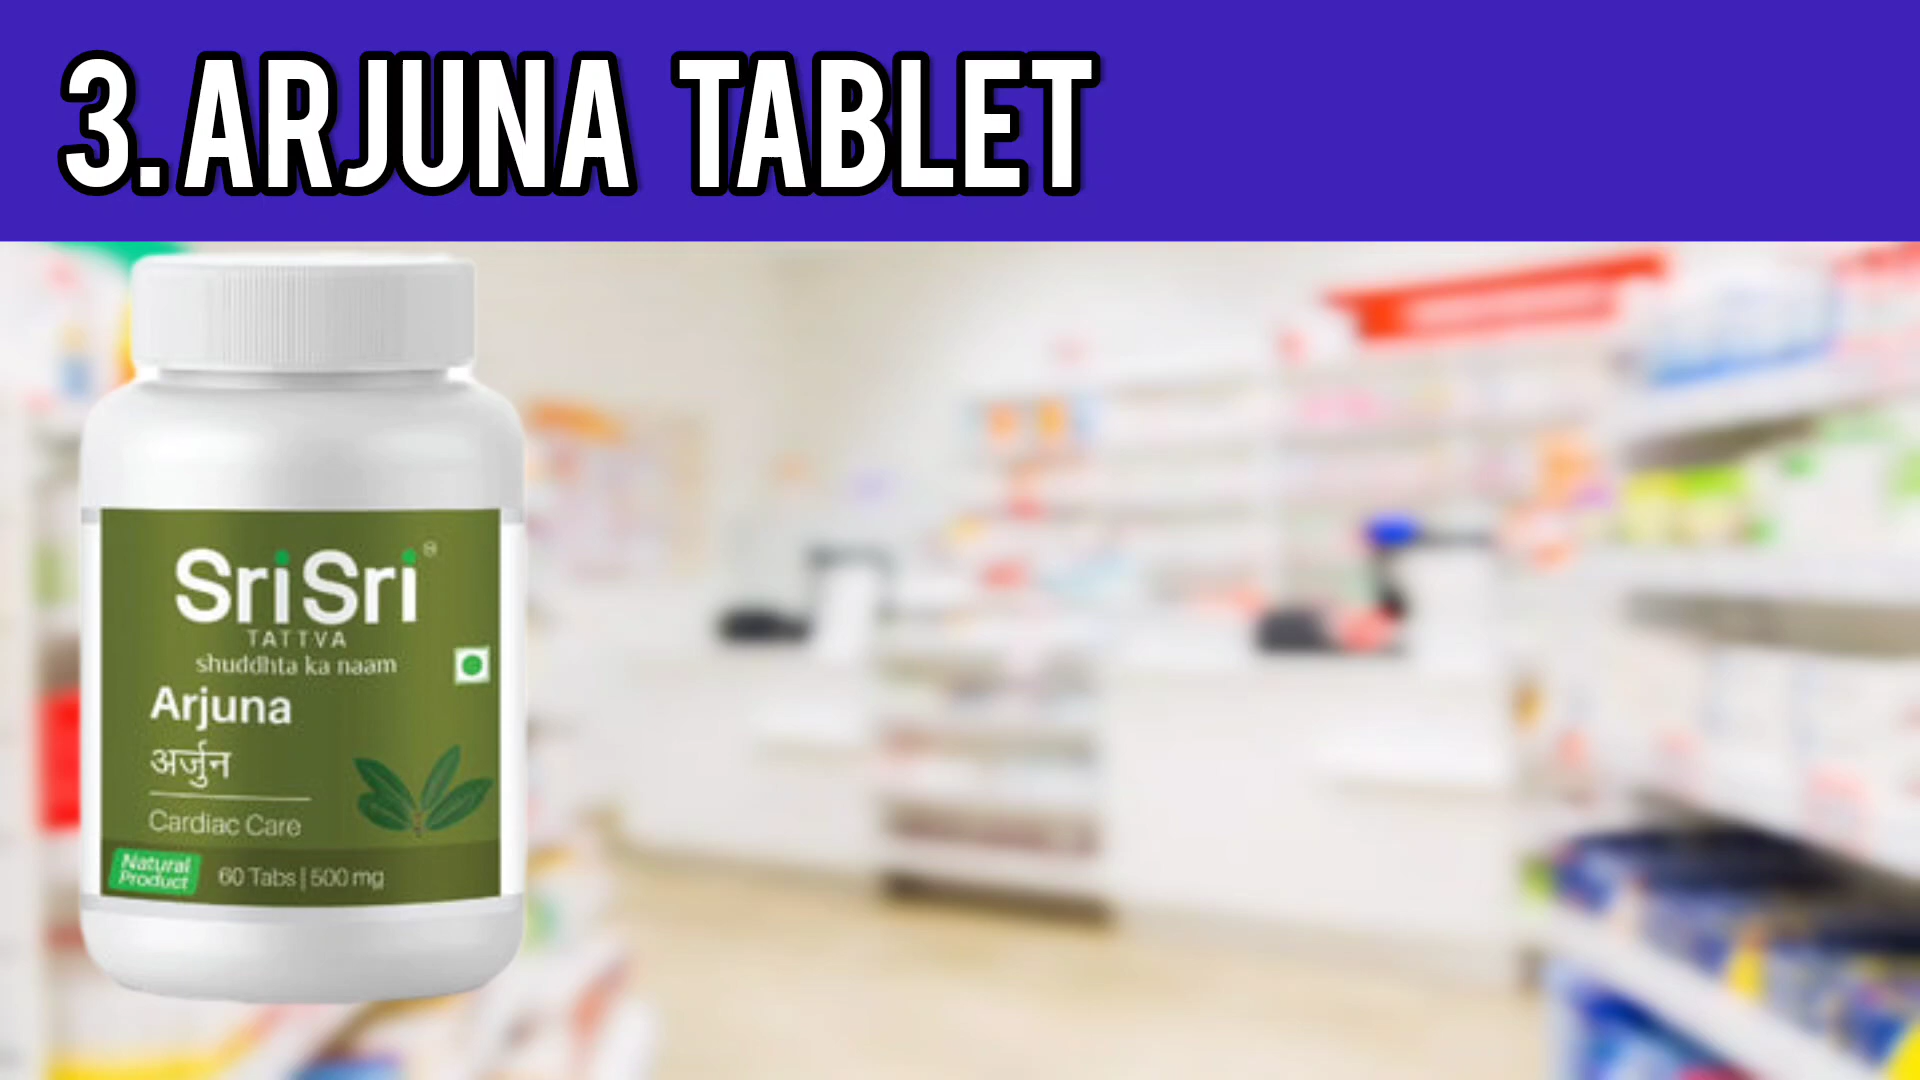 3. ARJUNA TABLET
SriSri®
TATTVA
shuddhta ka naam
Arjuna
अर्जुन
Cardiac Care
Natural
Product
60 Tabs | 500 mg